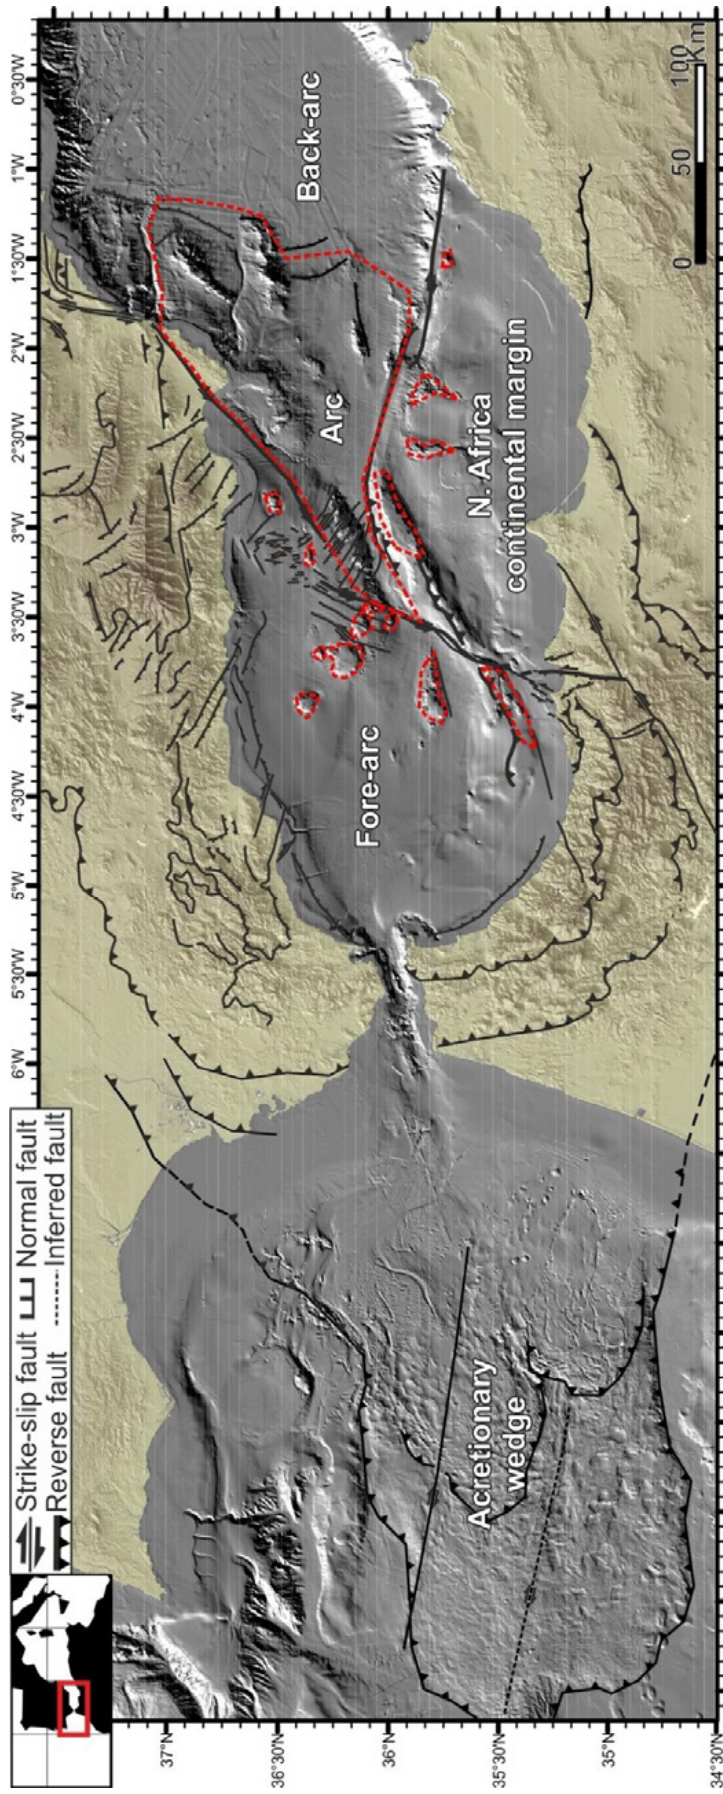 Strike-slip fault
Normal fault
Reverse fault
Inferred fault
6°W
5°30'W
5°W
4°30'W
4°W
3°30'W
3°W
2°30'W
2°W
1°30'W
1°W
0°30'W
37°N
36°30'N
36°N
35°30'N
35°N
34°30'N
Acretionary
wedge
Fore-arc
Arc
Back-arc
N. Africa
continental margin
0
50
100
Km